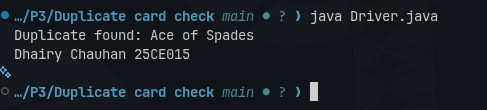 …/P3/Duplicate card check main ● ? ❯ java Driver.java
Duplicate found: Ace of Spades
Dhairy Chauhan 25CE015
…/P3/Duplicate card check main ● ? ❯